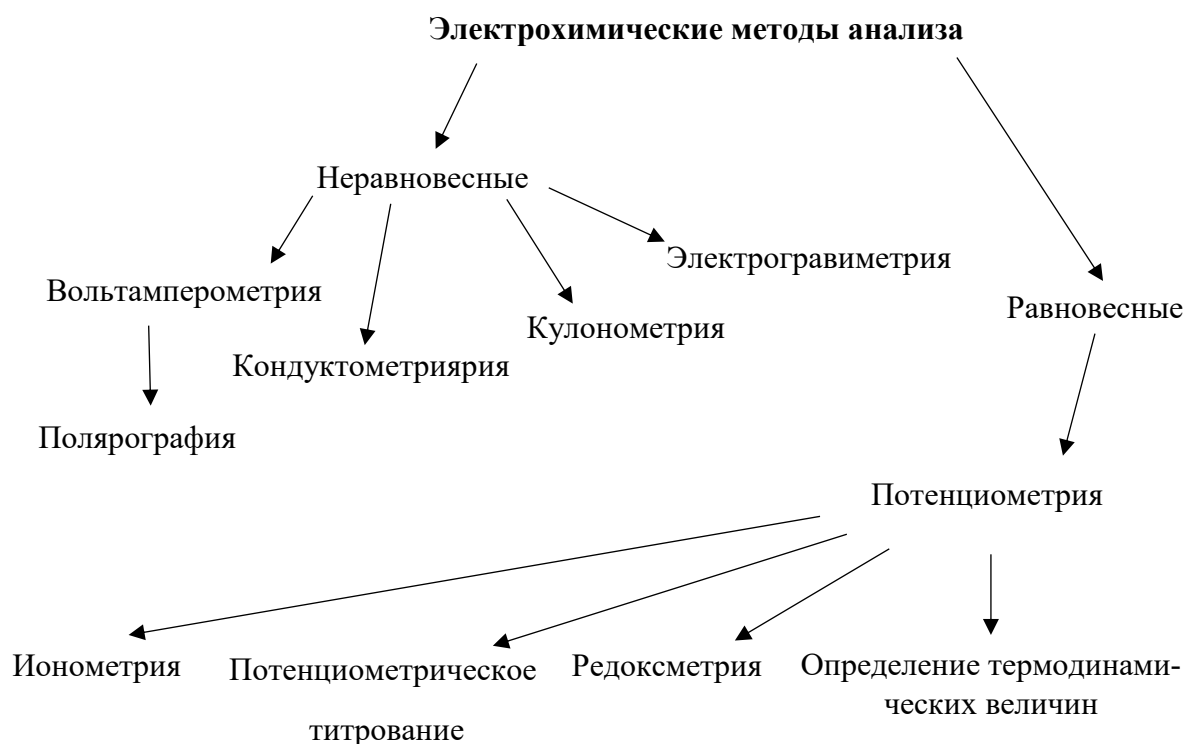 Электрохимические методы анализа
Неравновесные
Электрогравиметрия
Вольтамперометрия
Равновесные
Кулонометрия
Кондуктометриярия
Полярография
Потенциометрия
Ионометрия
Потенциометрическое
титрование
Редоксметрия
Определение термодинами-
ческих величин